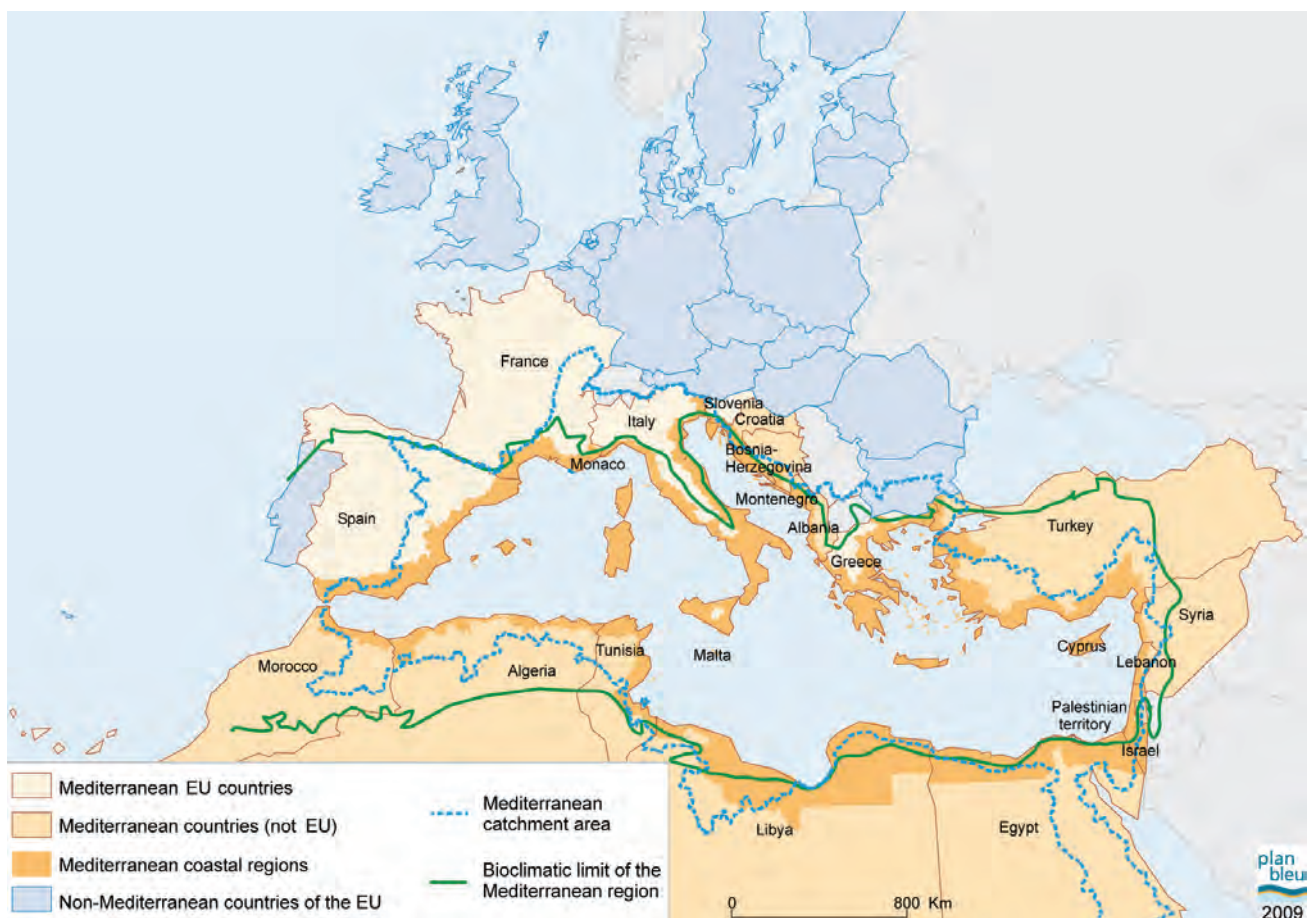 France
Slovenia
Croatia
Italy
Bosnia-
Herzegovina
Monaco
Montenegro
Spain
Albania
Turkey
Greece
Syria
Tunisia
Malta
Cyprus
Morocco
Algeria
Lebanon
Palestinian
territory
Israel
Libya
Egypt
Mediterranean EU countries
Mediterranean countries (not EU)
Mediterranean coastal regions
Non-Mediterranean countries of the EU
Mediterranean
catchment area
Bioclimatic limit of the
Mediterranean region
0 800 Km
plan
bleu
2009